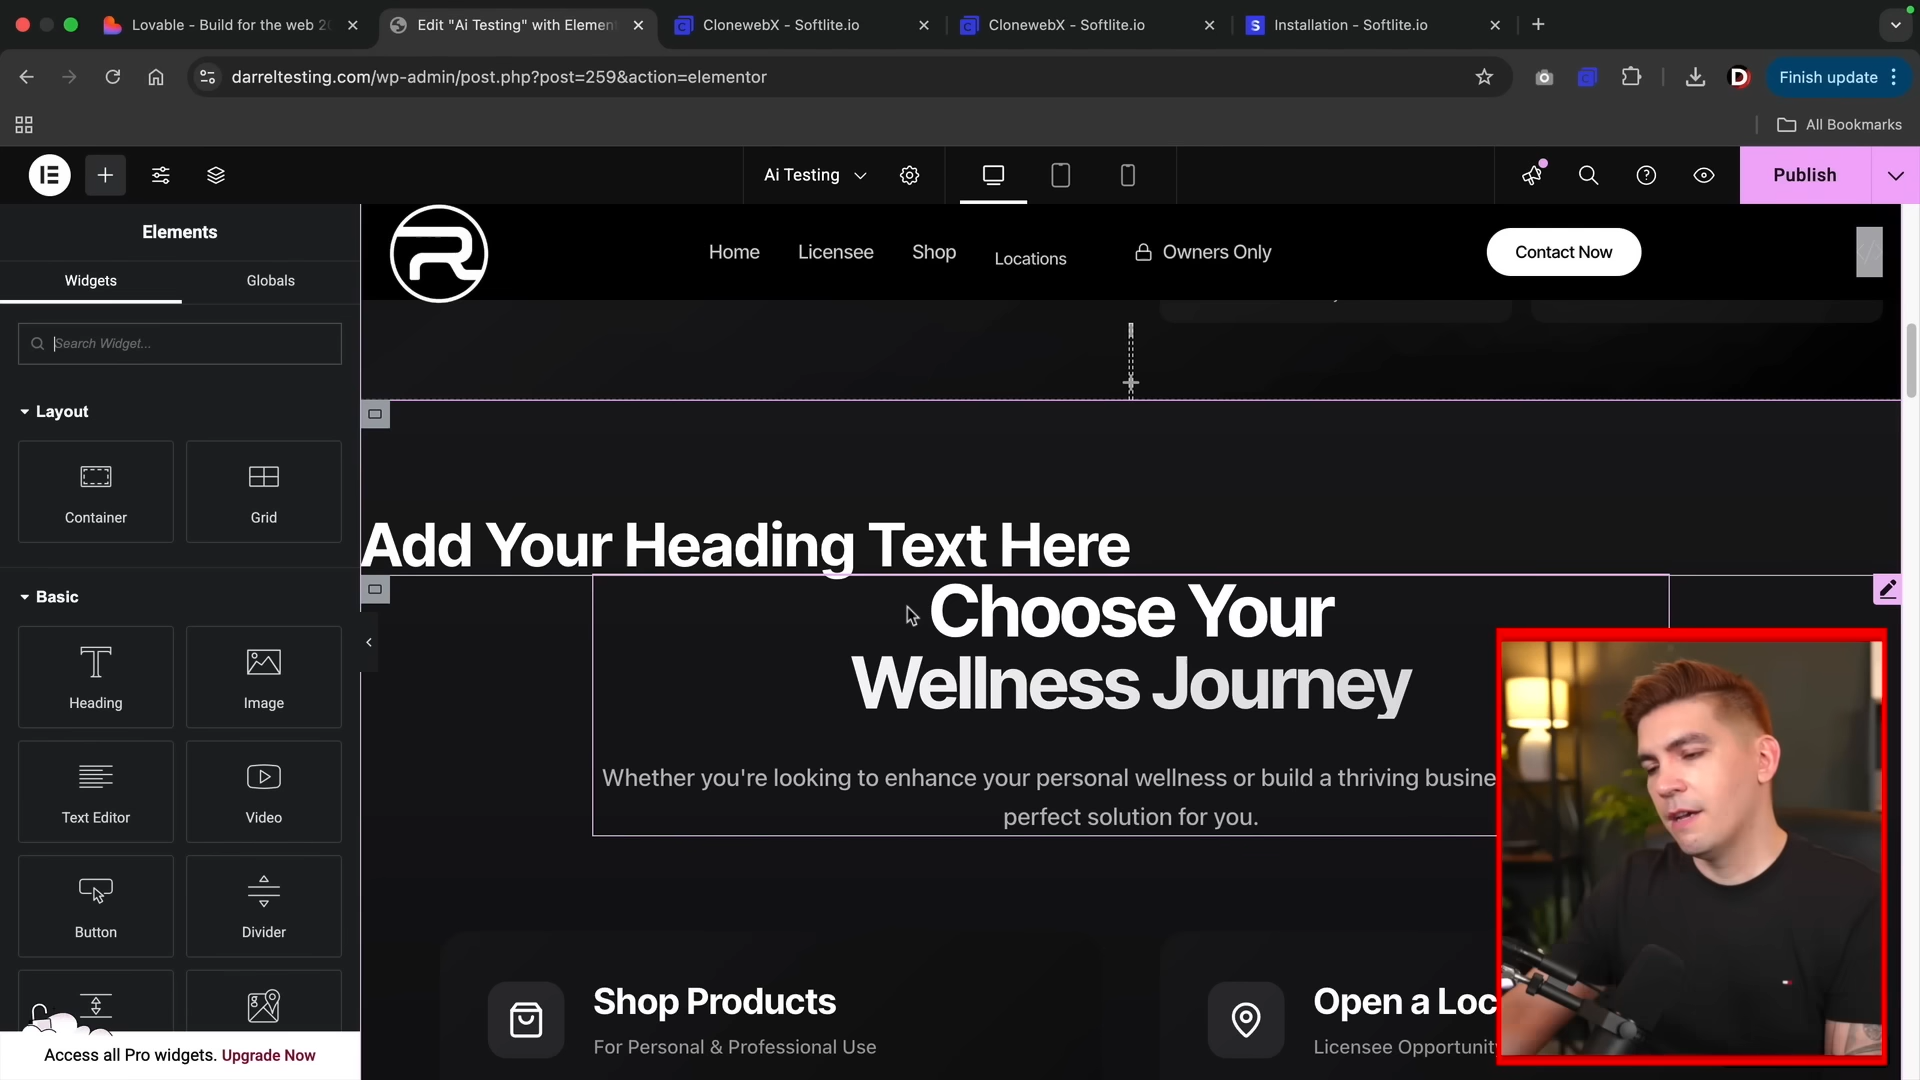 Lovable - Build for the web 20
Edit "Ai Testing" with Elemen
ClonewebX - Softlite.io
ClonewebX - Softlite.io
Installation - Softlite.io
darreltesting.com/wp-admin/post.php?post=259&action=elementor
Finish update
All Bookmarks
Ai Testing
Publish
Elements
Widgets
Globals
Search Widget...
Layout
Container
Grid
Basic
Heading
Image
Text Editor
Video
Button
Divider
Access all Pro widgets. Upgrade Now
Home
Licensee
Shop
Locations
Owners Only
Contact Now
Add Your Heading Text Here
Choose Your
Wellness Journey
Whether you're looking to enhance your personal wellness or build a thriving busine
perfect solution for you.
Shop Products
For Personal & Professional Use
Open a Loc
Licensee Opportunity